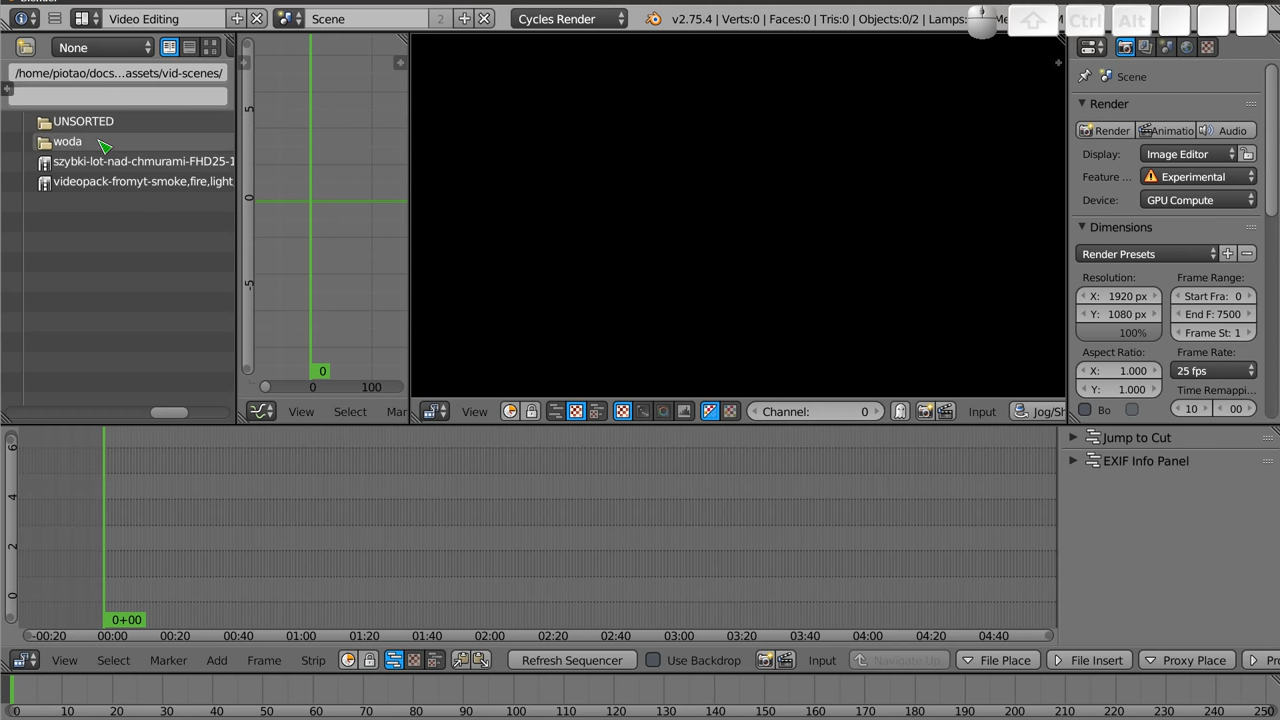 Video Editing
Scene
2
Cycles Render
v2.75.4 | Verts:0 | Faces:0 | Tris:0 | Objects:0/2 | Lamps:
Ctrl
Alt
None
/home/piotao/docs...assets/vid-scenes/
UNSORTED
woda
szybki-lot-nad-chmurami-FHD25-1
videopack-fromyt-smoke,fire,light
5
0
-5
0
0
100
View
Select
Mar
View
Channel:
0
Input
Jog/Sh
Scene
Render
Render
Animatio
Audio
Display:
Image Editor
Feature ...
Experimental
Device:
GPU Compute
Dimensions
Render Presets
Resolution:
Frame Range:
X: 1920 px
Start Fra: 0
Y: 1080 px
End F: 7500
100%
Frame St: 1
Aspect Ratio:
Frame Rate:
X: 1.000
25 fps
Y: 1.000
Time Remappi...
Bo
10
00
6
4
2
0
0+00
-00:20
00:00
00:20
00:40
01:00
01:20
01:40
02:00
02:20
02:40
03:00
03:20
03:40
04:00
04:20
04:40
Jump to Cut
EXIF Info Panel
View
Select
Marker
Add
Frame
Strip
Refresh Sequencer
Use Backdrop
Input
Navigate Up
File Place
File Insert
Proxy Place
Pro
0
10
20
30
40
50
60
70
80
90
100
110
120
130
140
150
160
170
180
190
200
210
220
230
240
250